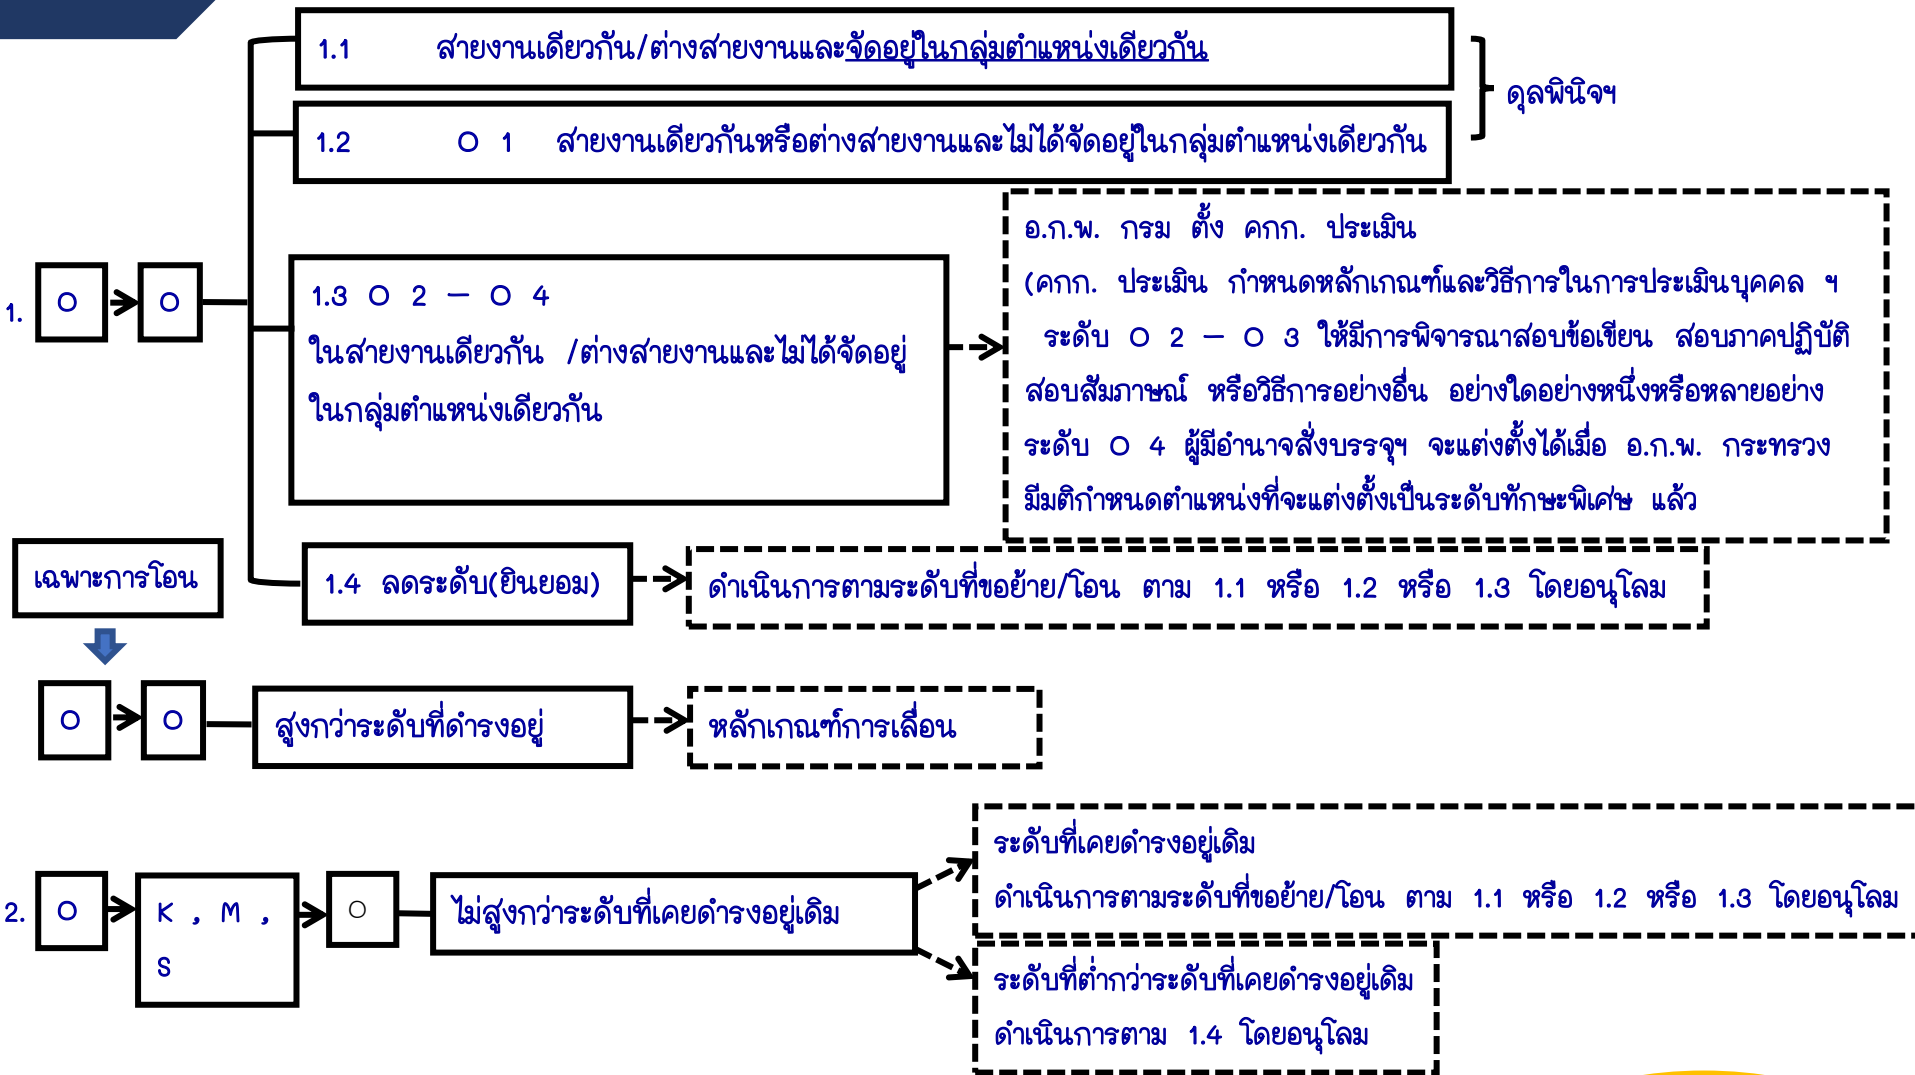 1.1 สายงานเดียวกัน/ต่างสายงานและจัดอยู่ในกลุ่มตำแหน่งเดียวกัน
ดุลพินิจฯ
1.2 O 1 สายงานเดียวกันหรือต่างสายงานและไม่ได้จัดอยู่ในกลุ่มตำแหน่งเดียวกัน
1. O O
1.3 O 2 – O 4
ในสายงานเดียวกัน /ต่างสายงานและไม่ได้จัดอยู่
ในกลุ่มตำแหน่งเดียวกัน
อ.ก.พ. กรม ตั้ง คกก. ประเมิน
(คกก. ประเมิน กำหนดหลักเกณฑ์และวิธีการในการประเมินบุคคล ฯ
ระดับ O 2 – O 3 ให้มีการพิจารณาสอบข้อเขียน สอบภาคปฏิบัติ
สอบสัมภาษณ์ หรือวิธีการอย่างอื่น อย่างใดอย่างหนึ่งหรือหลายอย่าง
ระดับ O 4 ผู้มีอำนาจสั่งบรรจุฯ จะแต่งตั้งได้เมื่อ อ.ก.พ. กระทรวง
มีมติกำหนดตำแหน่งที่จะแต่งตั้งเป็นระดับทักษะพิเศษ แล้ว
1.4 ลดระดับ(ยินยอม)
ดำเนินการตามระดับที่ขอย้าย/โอน ตาม 1.1 หรือ 1.2 หรือ 1.3 โดยอนุโลม
เฉพาะการโอน
O O
สูงกว่าระดับที่ดำรงอยู่
หลักเกณฑ์การเลื่อน
2. O
K , M ,
S
O
ไม่สูงกว่าระดับที่เคยดำรงอยู่เดิม
ระดับที่เคยดำรงอยู่เดิม
ดำเนินการตามระดับที่ขอย้าย/โอน ตาม 1.1 หรือ 1.2 หรือ 1.3 โดยอนุโลม
ระดับที่ต่ำกว่าระดับที่เคยดำรงอยู่เดิม
ดำเนินการตาม 1.4 โดยอนุโลม